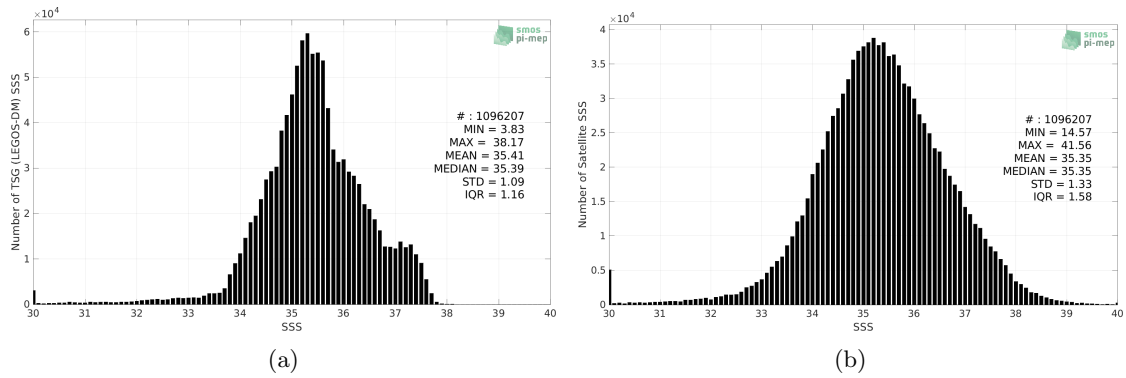 ×10⁴
6
5
4
3
2
1
0
Number of TSG (LEGOS-DM) SSS
30 31 32 33 34 35 36 37 38 39 40
SSS
smos
pi-mep
# : 1096207
MIN = 3.83
MAX = 38.17
MEAN = 35.41
MEDIAN = 35.39
STD = 1.09
IQR = 1.16
(a)
×10⁴
4
3.5
3
2.5
2
1.5
1
0.5
0
Number of Satellite SSS
30 31 32 33 34 35 36 37 38 39 40
SSS
smos
pi-mep
# : 1096207
MIN = 14.57
MAX = 41.56
MEAN = 35.35
MEDIAN = 35.35
STD = 1.33
IQR = 1.58
(b)